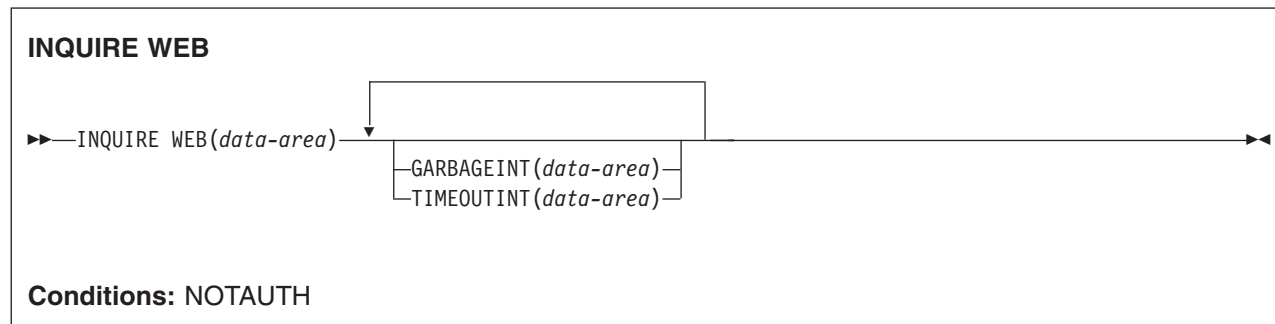 INQUIRE WEB
INQUIRE WEB(data-area)
GARBAGEINT(data-area)
TIMEOUTINT(data-area)
Conditions: NOTAUTH